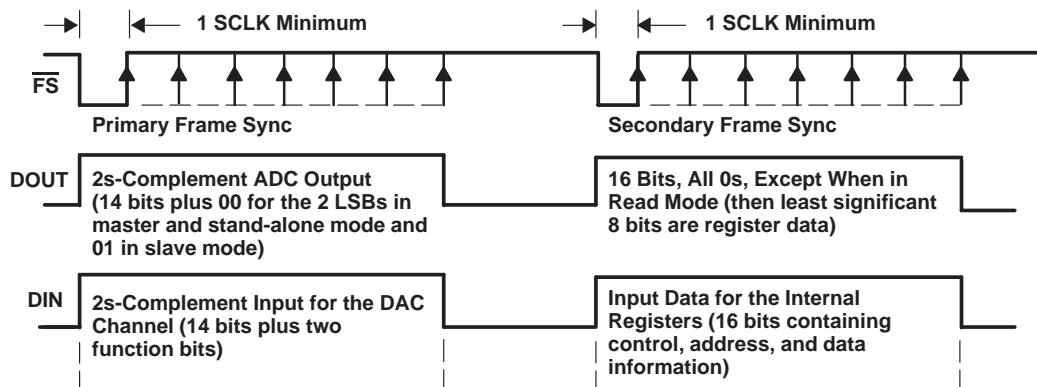 1 SCLK Minimum
1 SCLK Minimum
FS
Primary Frame Sync
Secondary Frame Sync
DOUT
2s-Complement ADC Output
(14 bits plus 00 for the 2 LSBs in
master and stand-alone mode and
01 in slave mode)
16 Bits, All 0s, Except When in
Read Mode (then least significant
8 bits are register data)
DIN
2s-Complement Input for the DAC
Channel (14 bits plus two
function bits)
Input Data for the Internal
Registers (16 bits containing
control, address, and data
information)